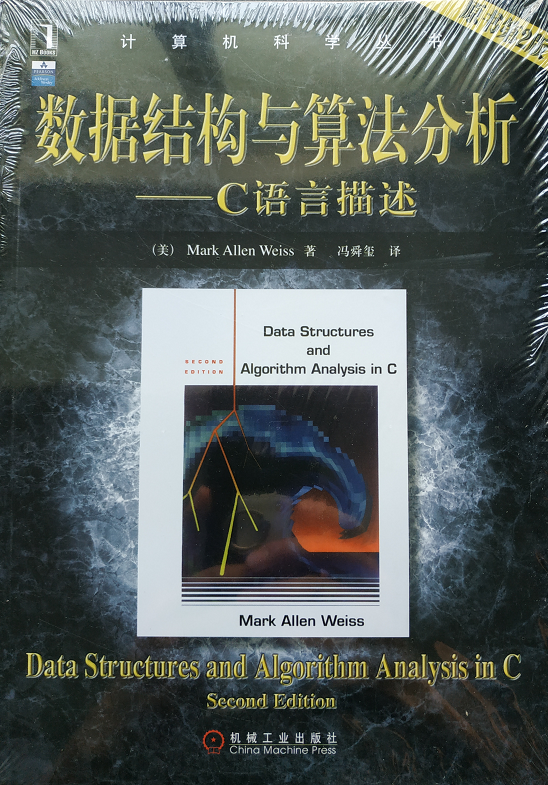 HZ Books
PEARSON
计算机科学丛书
数据结构与算法分析
——C语言描述
(美) Mark Allen Weiss 著 冯舜玺 译
Data Structures
and
Algorithm Analysis in C
SECOND
EDITION
Mark Allen Weiss
Data Structures and Algorithm Analysis in C
Second Edition
机械工业出版社
China Machine Press